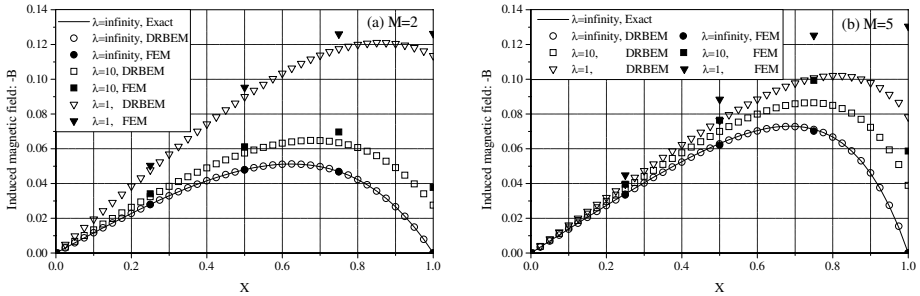 (a) M=2
λ=infinity, Exact
λ=infinity, DRBEM
λ=infinity, FEM
λ=10, DRBEM
λ=10, FEM
λ=1, DRBEM
λ=1, FEM
Induced magnetic field: -B
0.14
0.12
0.10
0.08
0.06
0.04
0.02
0.00
0.0 0.2 0.4 0.6 0.8 1.0
X
(b) M=5
λ=infinity, Exact
λ=infinity, DRBEM λ=infinity, FEM
λ=10, DRBEM λ=10, FEM
λ=1, DRBEM λ=1, FEM
Induced magnetic field: -B
0.14
0.12
0.10
0.08
0.06
0.04
0.02
0.00
0.0 0.2 0.4 0.6 0.8 1.0
X